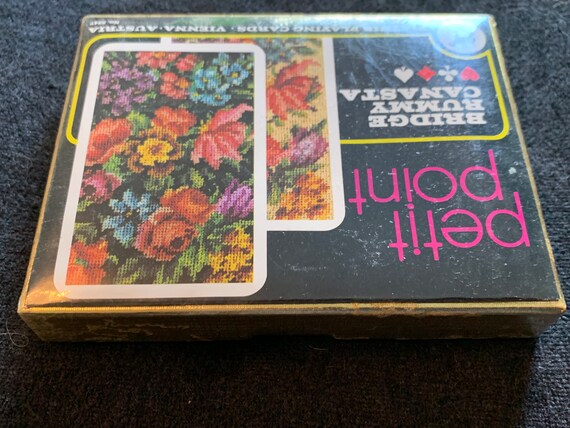 petit
point
BRIDGE
RUMMY
CANASTA
PLAYING CARDS · VIENNA · AUSTRIA